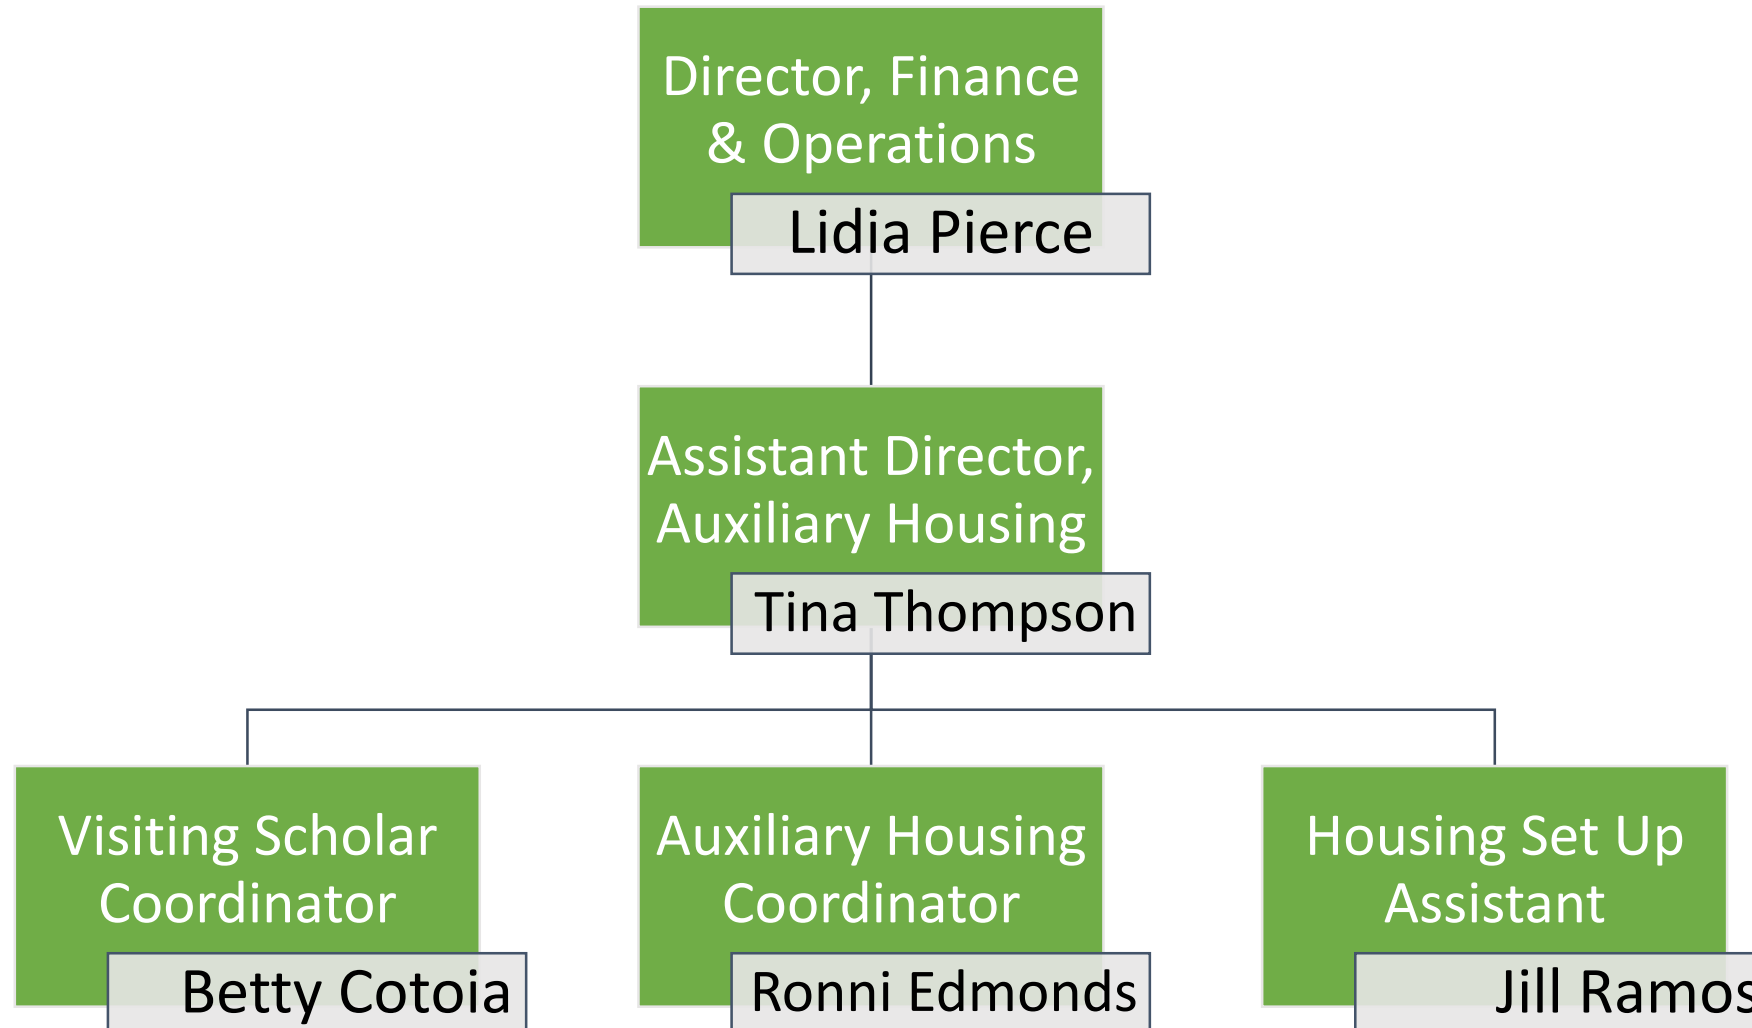 Director, Finance
& Operations
Lidia Pierce
Assistant Director,
Auxiliary Housing
Tina Thompson
Visiting Scholar
Coordinator
Betty Cotoia
Auxiliary Housing
Coordinator
Ronni Edmonds
Housing Set Up
Assistant
Jill Ramos